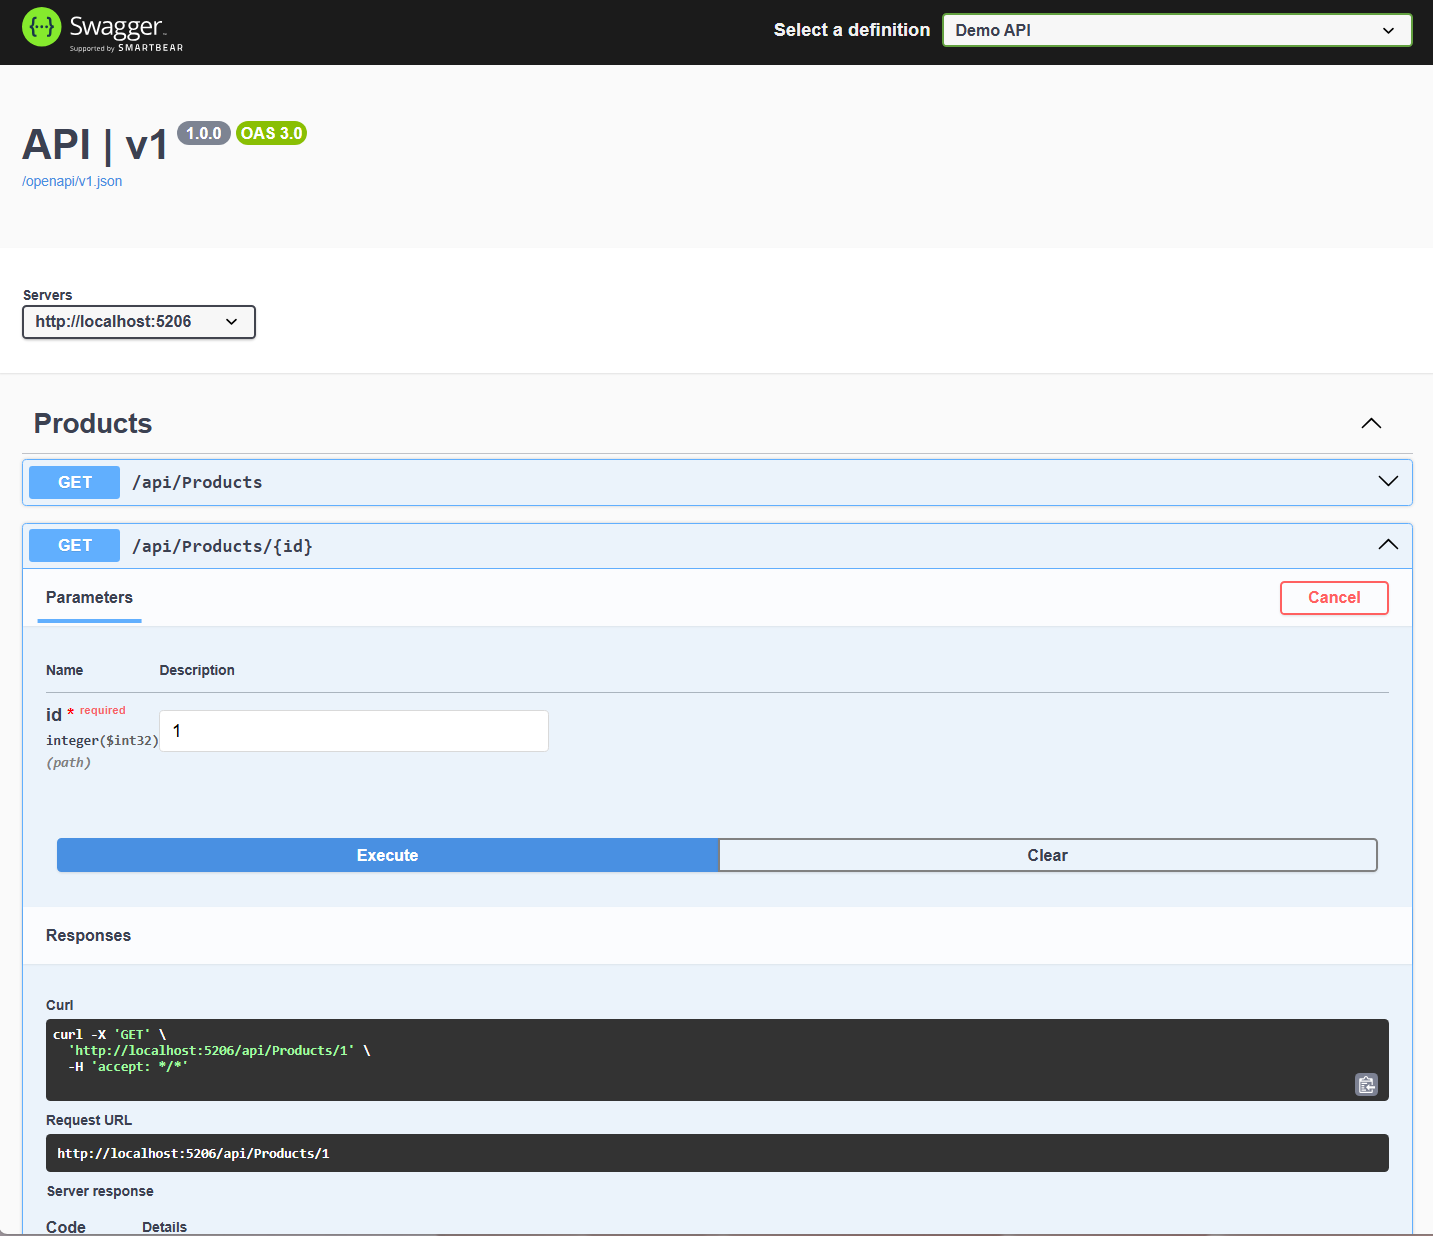 Swagger
Supported by SMARTBEAR
Select a definition
Demo API
API | v1 1.0.0 OAS 3.0
/openapi/v1.json
Servers
http://localhost:5206
Products
GET /api/Products
GET /api/Products/{id}
Parameters
Cancel
Name Description
id * required
integer($int32)
(path)
1
Execute Clear
Responses
Curl
curl -X 'GET' \
  'http://localhost:5206/api/Products/1' \
  -H 'accept: */*'
Request URL
http://localhost:5206/api/Products/1
Server response
Code Details